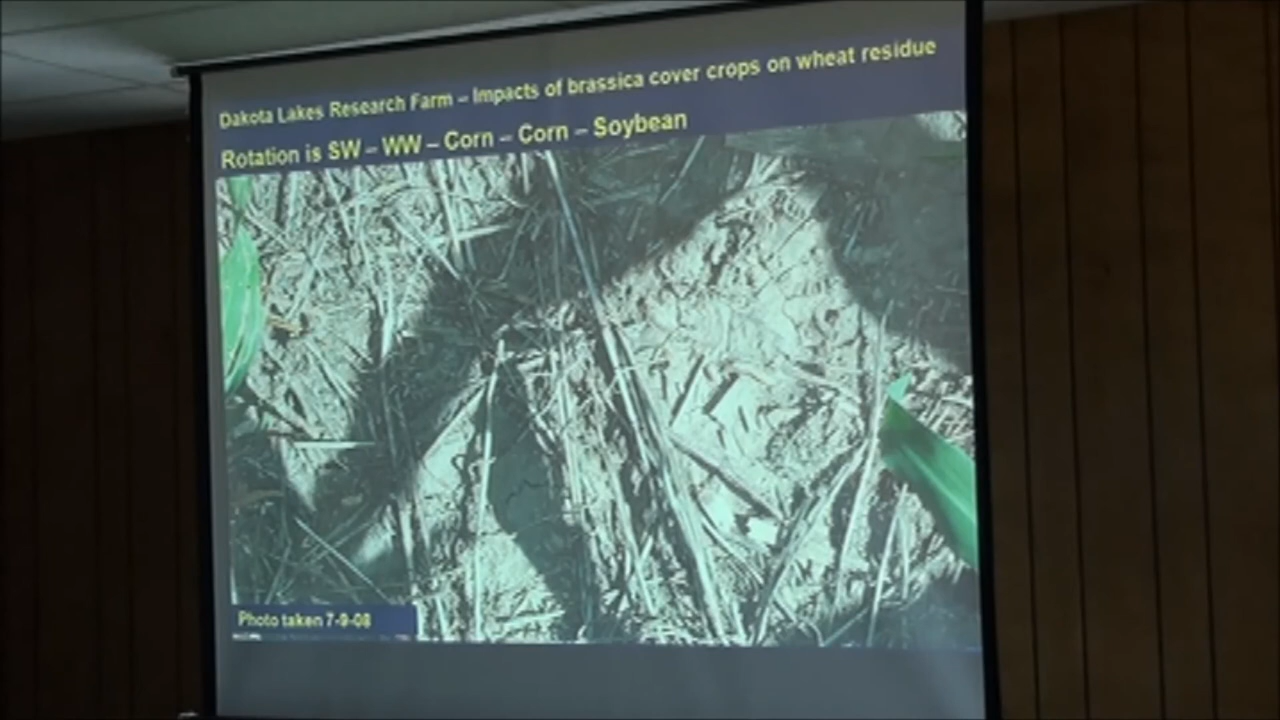 Dakota Lakes Research Farm – Impacts of brassica cover crops on wheat residue
Rotation is SW – WW – Corn – Corn – Soybean
Photo taken 7-9-08